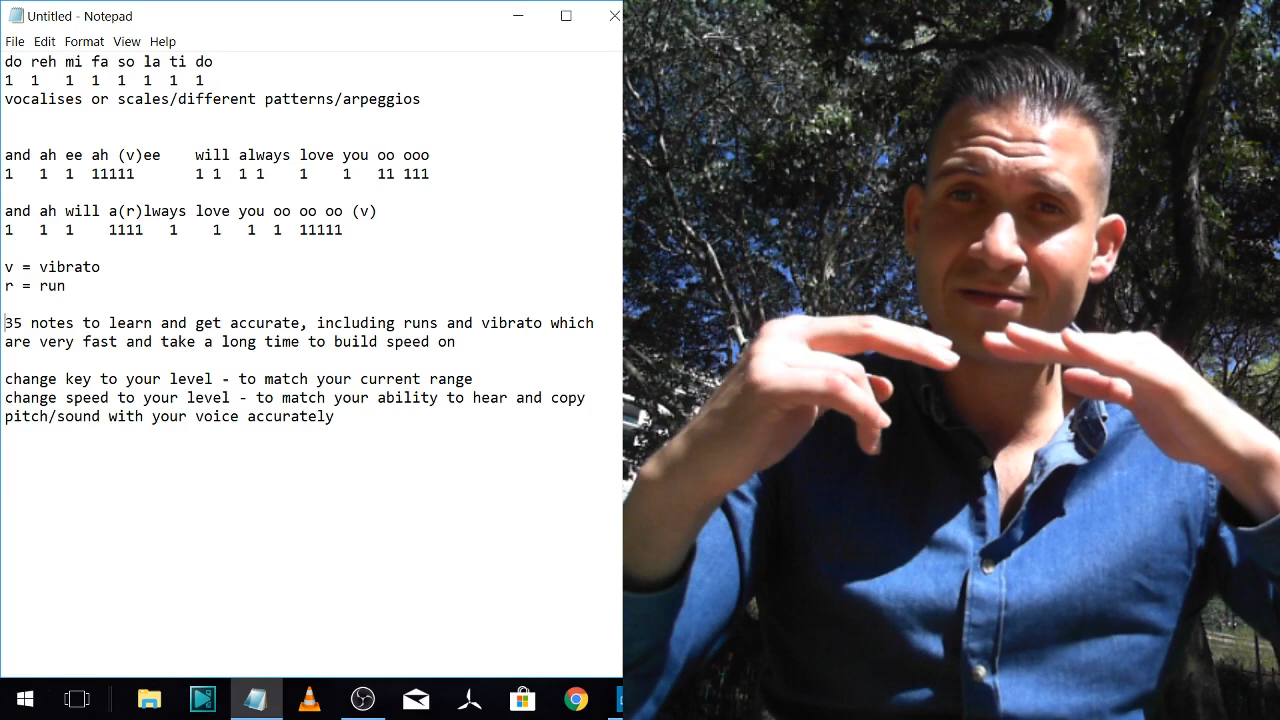 Untitled - Notepad
File Edit Format View Help
do reh mi fa so la ti do
1 1 1 1 1 1 1 1
vocalises or scales/different patterns/arpeggios
and ah ee ah (v)ee will always love you oo ooo
1 1 1 11111 1 1 1 1 1 1 11 111
and ah will a(r)lways love you oo oo oo (v)
1 1 1 1111 1 1 1 1 11111
v = vibrato
r = run
35 notes to learn and get accurate, including runs and vibrato which
are very fast and take a long time to build speed on
change key to your level - to match your current range
change speed to your level - to match your ability to hear and copy
pitch/sound with your voice accurately